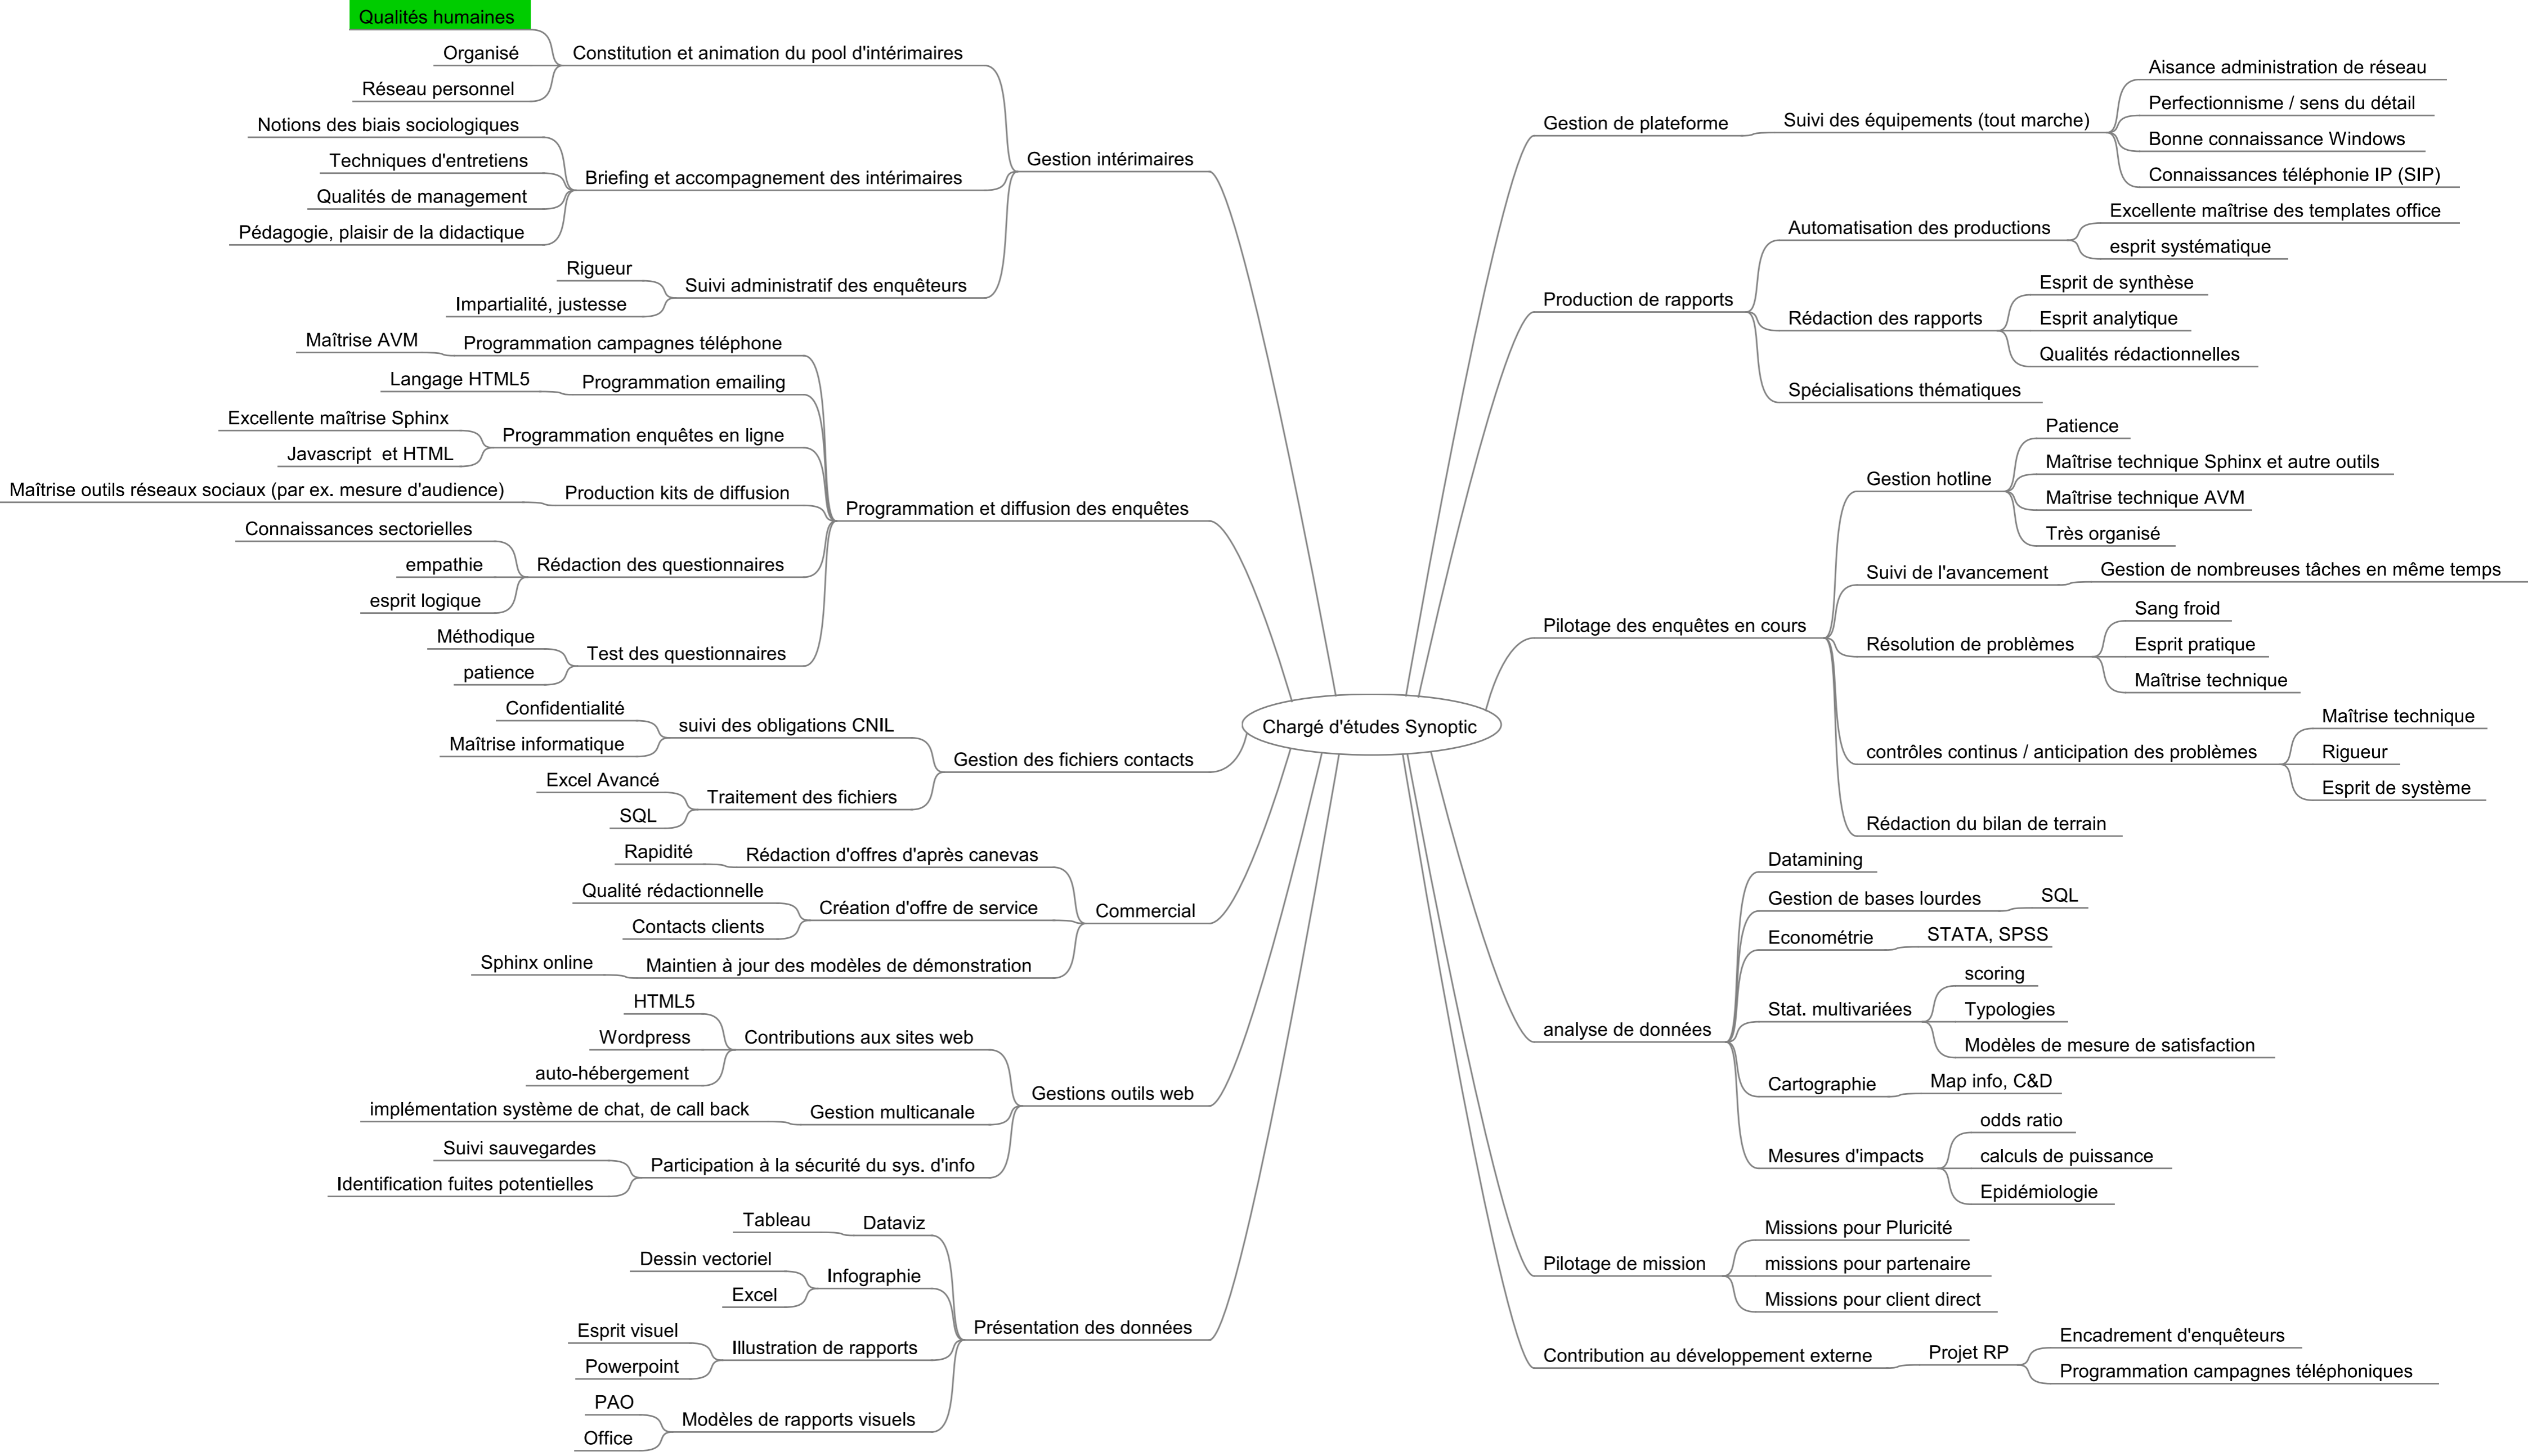 Chargé d'études Synoptic
Gestion intérimaires
Constitution et animation du pool d'intérimaires
Qualités humaines
Organisé
Réseau personnel
Briefing et accompagnement des intérimaires
Notions des biais sociologiques
Techniques d'entretiens
Qualités de management
Pédagogie, plaisir de la didactique
Suivi administratif des enquêteurs
Rigueur
Impartialité, justesse
Programmation et diffusion des enquêtes
Programmation campagnes téléphone
Maîtrise AVM
Programmation emailing
Langage HTML5
Programmation enquêtes en ligne
Excellente maîtrise Sphinx
Javascript  et HTML
Production kits de diffusion
Maîtrise outils réseaux sociaux (par ex. mesure d'audience)
Rédaction des questionnaires
Connaissances sectorielles
empathie
esprit logique
Test des questionnaires
Méthodique
patience
Gestion des fichiers contacts
suivi des obligations CNIL
Confidentialité
Maîtrise informatique
Traitement des fichiers
Excel Avancé
SQL
Commercial
Rédaction d'offres d'après canevas
Rapidité
Création d'offre de service
Qualité rédactionnelle
Contacts clients
Maintien à jour des modèles de démonstration
Sphinx online
Gestions outils web
Contributions aux sites web
HTML5
Wordpress
auto-hébergement
Gestion multicanale
implémentation système de chat, de call back
Participation à la sécurité du sys. d'info
Suivi sauvegardes
Identification fuites potentielles
Présentation des données
Dataviz
Tableau
Infographie
Dessin vectoriel
Excel
Illustration de rapports
Esprit visuel
Powerpoint
Modèles de rapports visuels
PAO
Office
Gestion de plateforme
Suivi des équipements (tout marche)
Aisance administration de réseau
Perfectionnisme / sens du détail
Bonne connaissance Windows
Connaissances téléphonie IP (SIP)
Production de rapports
Automatisation des productions
Excellente maîtrise des templates office
esprit systématique
Rédaction des rapports
Esprit de synthèse
Esprit analytique
Qualités rédactionnelles
Spécialisations thématiques
Pilotage des enquêtes en cours
Gestion hotline
Patience
Maîtrise technique Sphinx et autre outils
Maîtrise technique AVM
Très organisé
Suivi de l'avancement
Gestion de nombreuses tâches en même temps
Résolution de problèmes
Sang froid
Esprit pratique
Maîtrise technique
contrôles continus / anticipation des problèmes
Maîtrise technique
Rigueur
Esprit de système
Rédaction du bilan de terrain
analyse de données
Datamining
Gestion de bases lourdes
SQL
Econométrie
STATA, SPSS
Stat. multivariées
scoring
Typologies
Modèles de mesure de satisfaction
Cartographie
Map info, C&D
Mesures d'impacts
odds ratio
calculs de puissance
Epidémiologie
Pilotage de mission
Missions pour Pluricité
missions pour partenaire
Missions pour client direct
Contribution au développement externe
Projet RP
Encadrement d'enquêteurs
Programmation campagnes téléphoniques